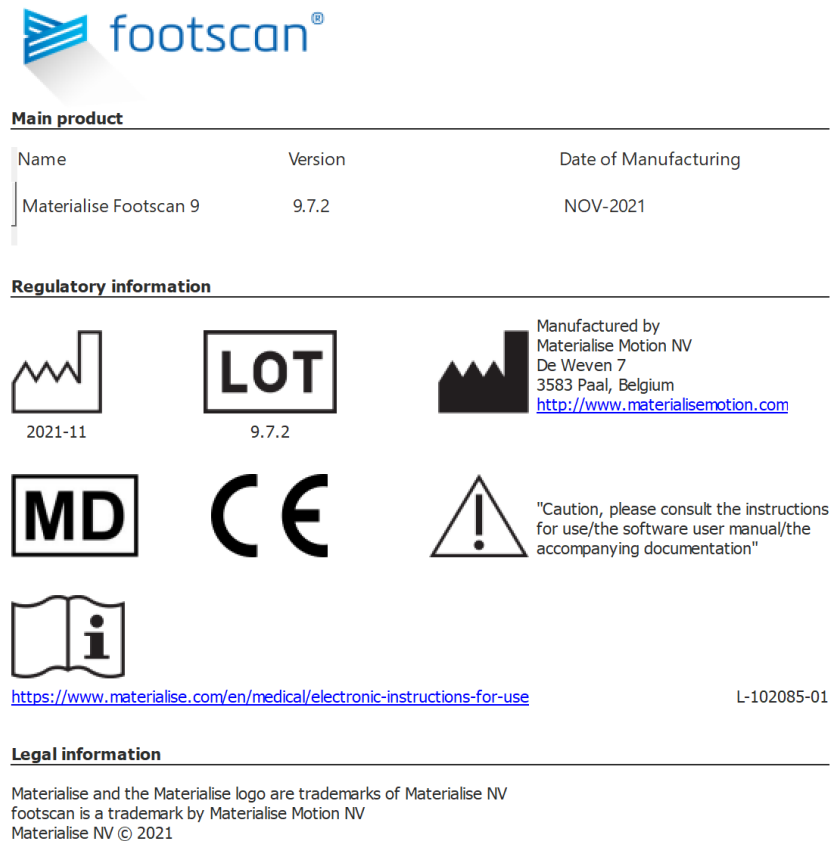 footscan®
Main product
Name Version Date of Manufacturing
Materialise Footscan 9 9.7.2 NOV-2021
Regulatory information
2021-11
LOT
9.7.2
Manufactured by
Materialise Motion NV
De Weven 7
3583 Paal, Belgium
http://www.materialisemotion.com
MD
CE
"Caution, please consult the instructions
for use/the software user manual/the
accompanying documentation"
i
https://www.materialise.com/en/medical/electronic-instructions-for-use L-102085-01
Legal information
Materialise and the Materialise logo are trademarks of Materialise NV
footscan is a trademark by Materialise Motion NV
Materialise NV © 2021